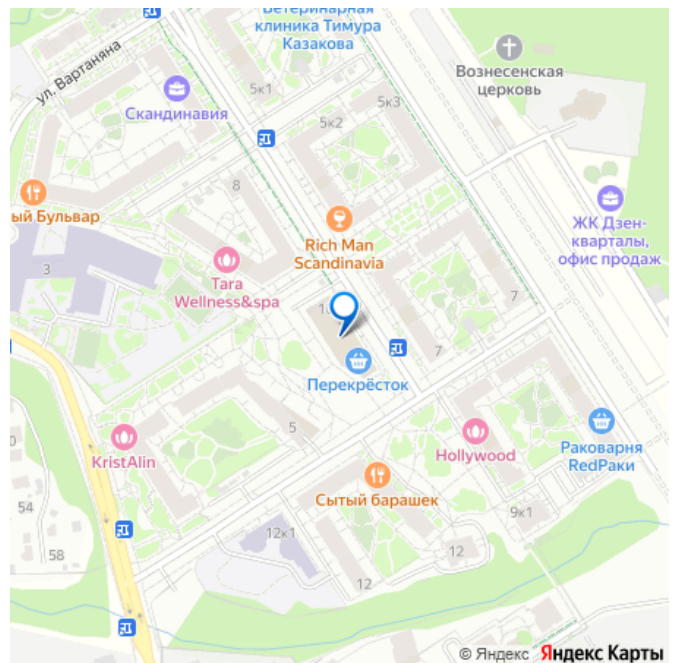 Ветеринарная
клиника Тимура
Казакова
ул. Вартаняна
Вознесенская
церковь
5к1
5к3
Скандинавия
5к2
8
ый Бульвар
ЖК Дзен-
кварталы,
офис продаж
Rich Man
Scandinavia
3
Tara
Wellness&spa
7
7
Перекрёсток
5
KristAlin
Hollywood
Раковарня
RedРаки
54
Сытый барашек
9к1
12к1
58
12
12
© Яндекс Яндекс Карты